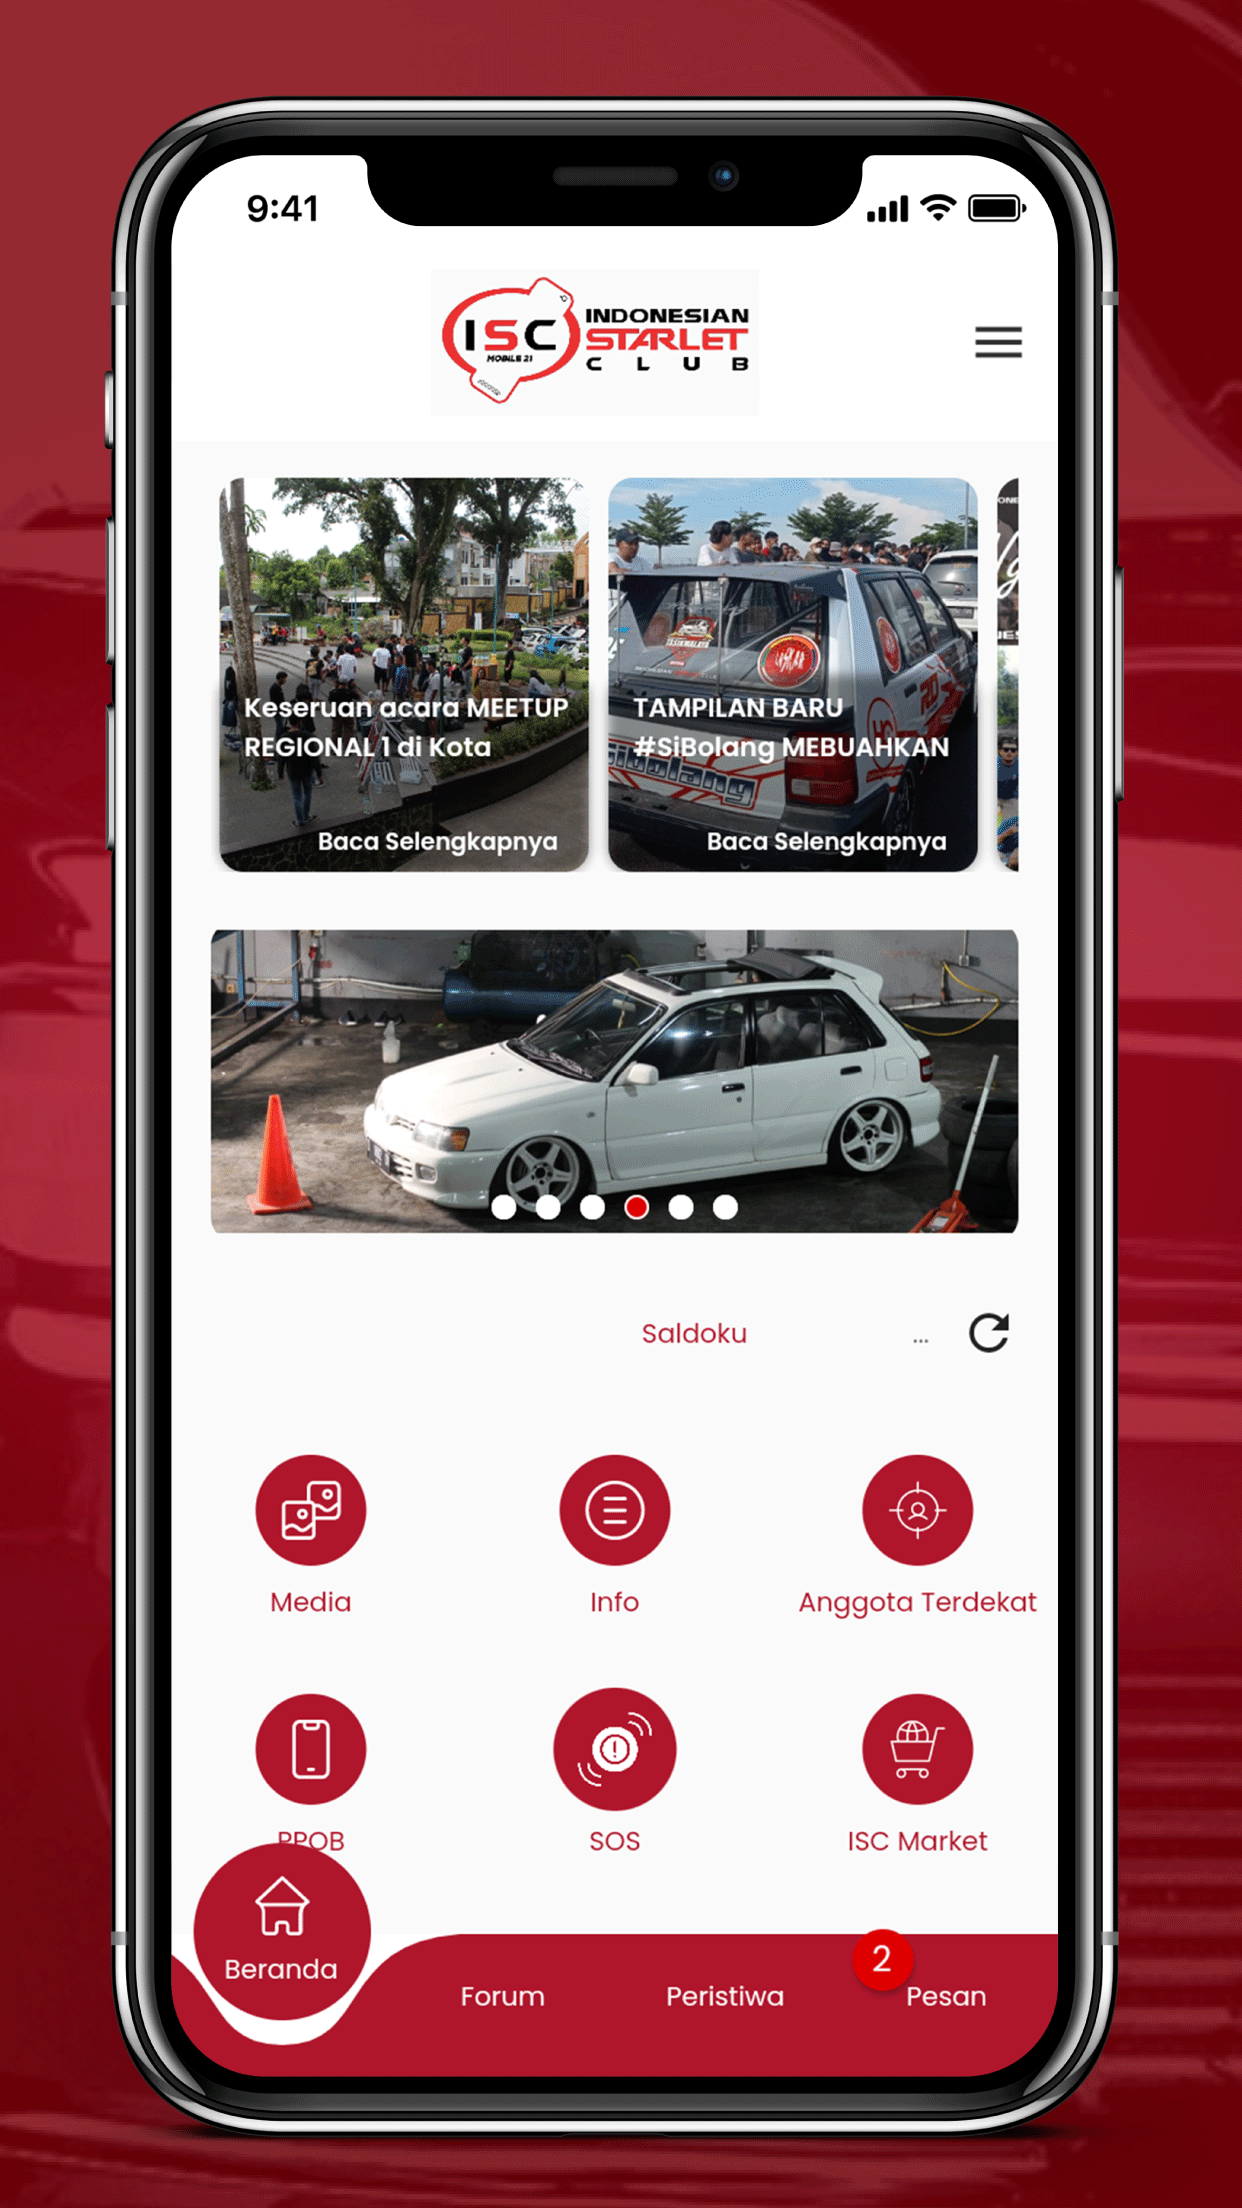 9:41
ISC
MOBILE 21
INDONESIAN
STARLET
CLUB
Keseruan acara MEETUP
REGIONAL 1 di Kota
Baca Selengkapnya
Sibolang
TAMPILAN BARU
#SiBolang MEBUAHKAN
Baca Selengkapnya
Saldoku
...
Media
Info
Anggota Terdekat
PPOB
SOS
ISC Market
Beranda
Forum
Peristiwa
2
Pesan